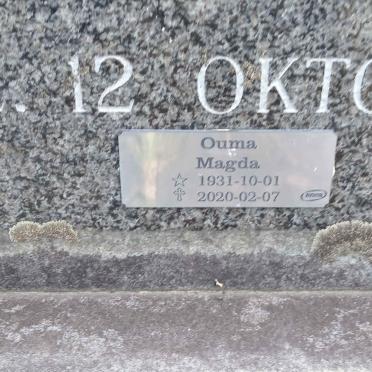 . 12 OKTO
Ouma
Magda
1931-10-01
2020-02-07